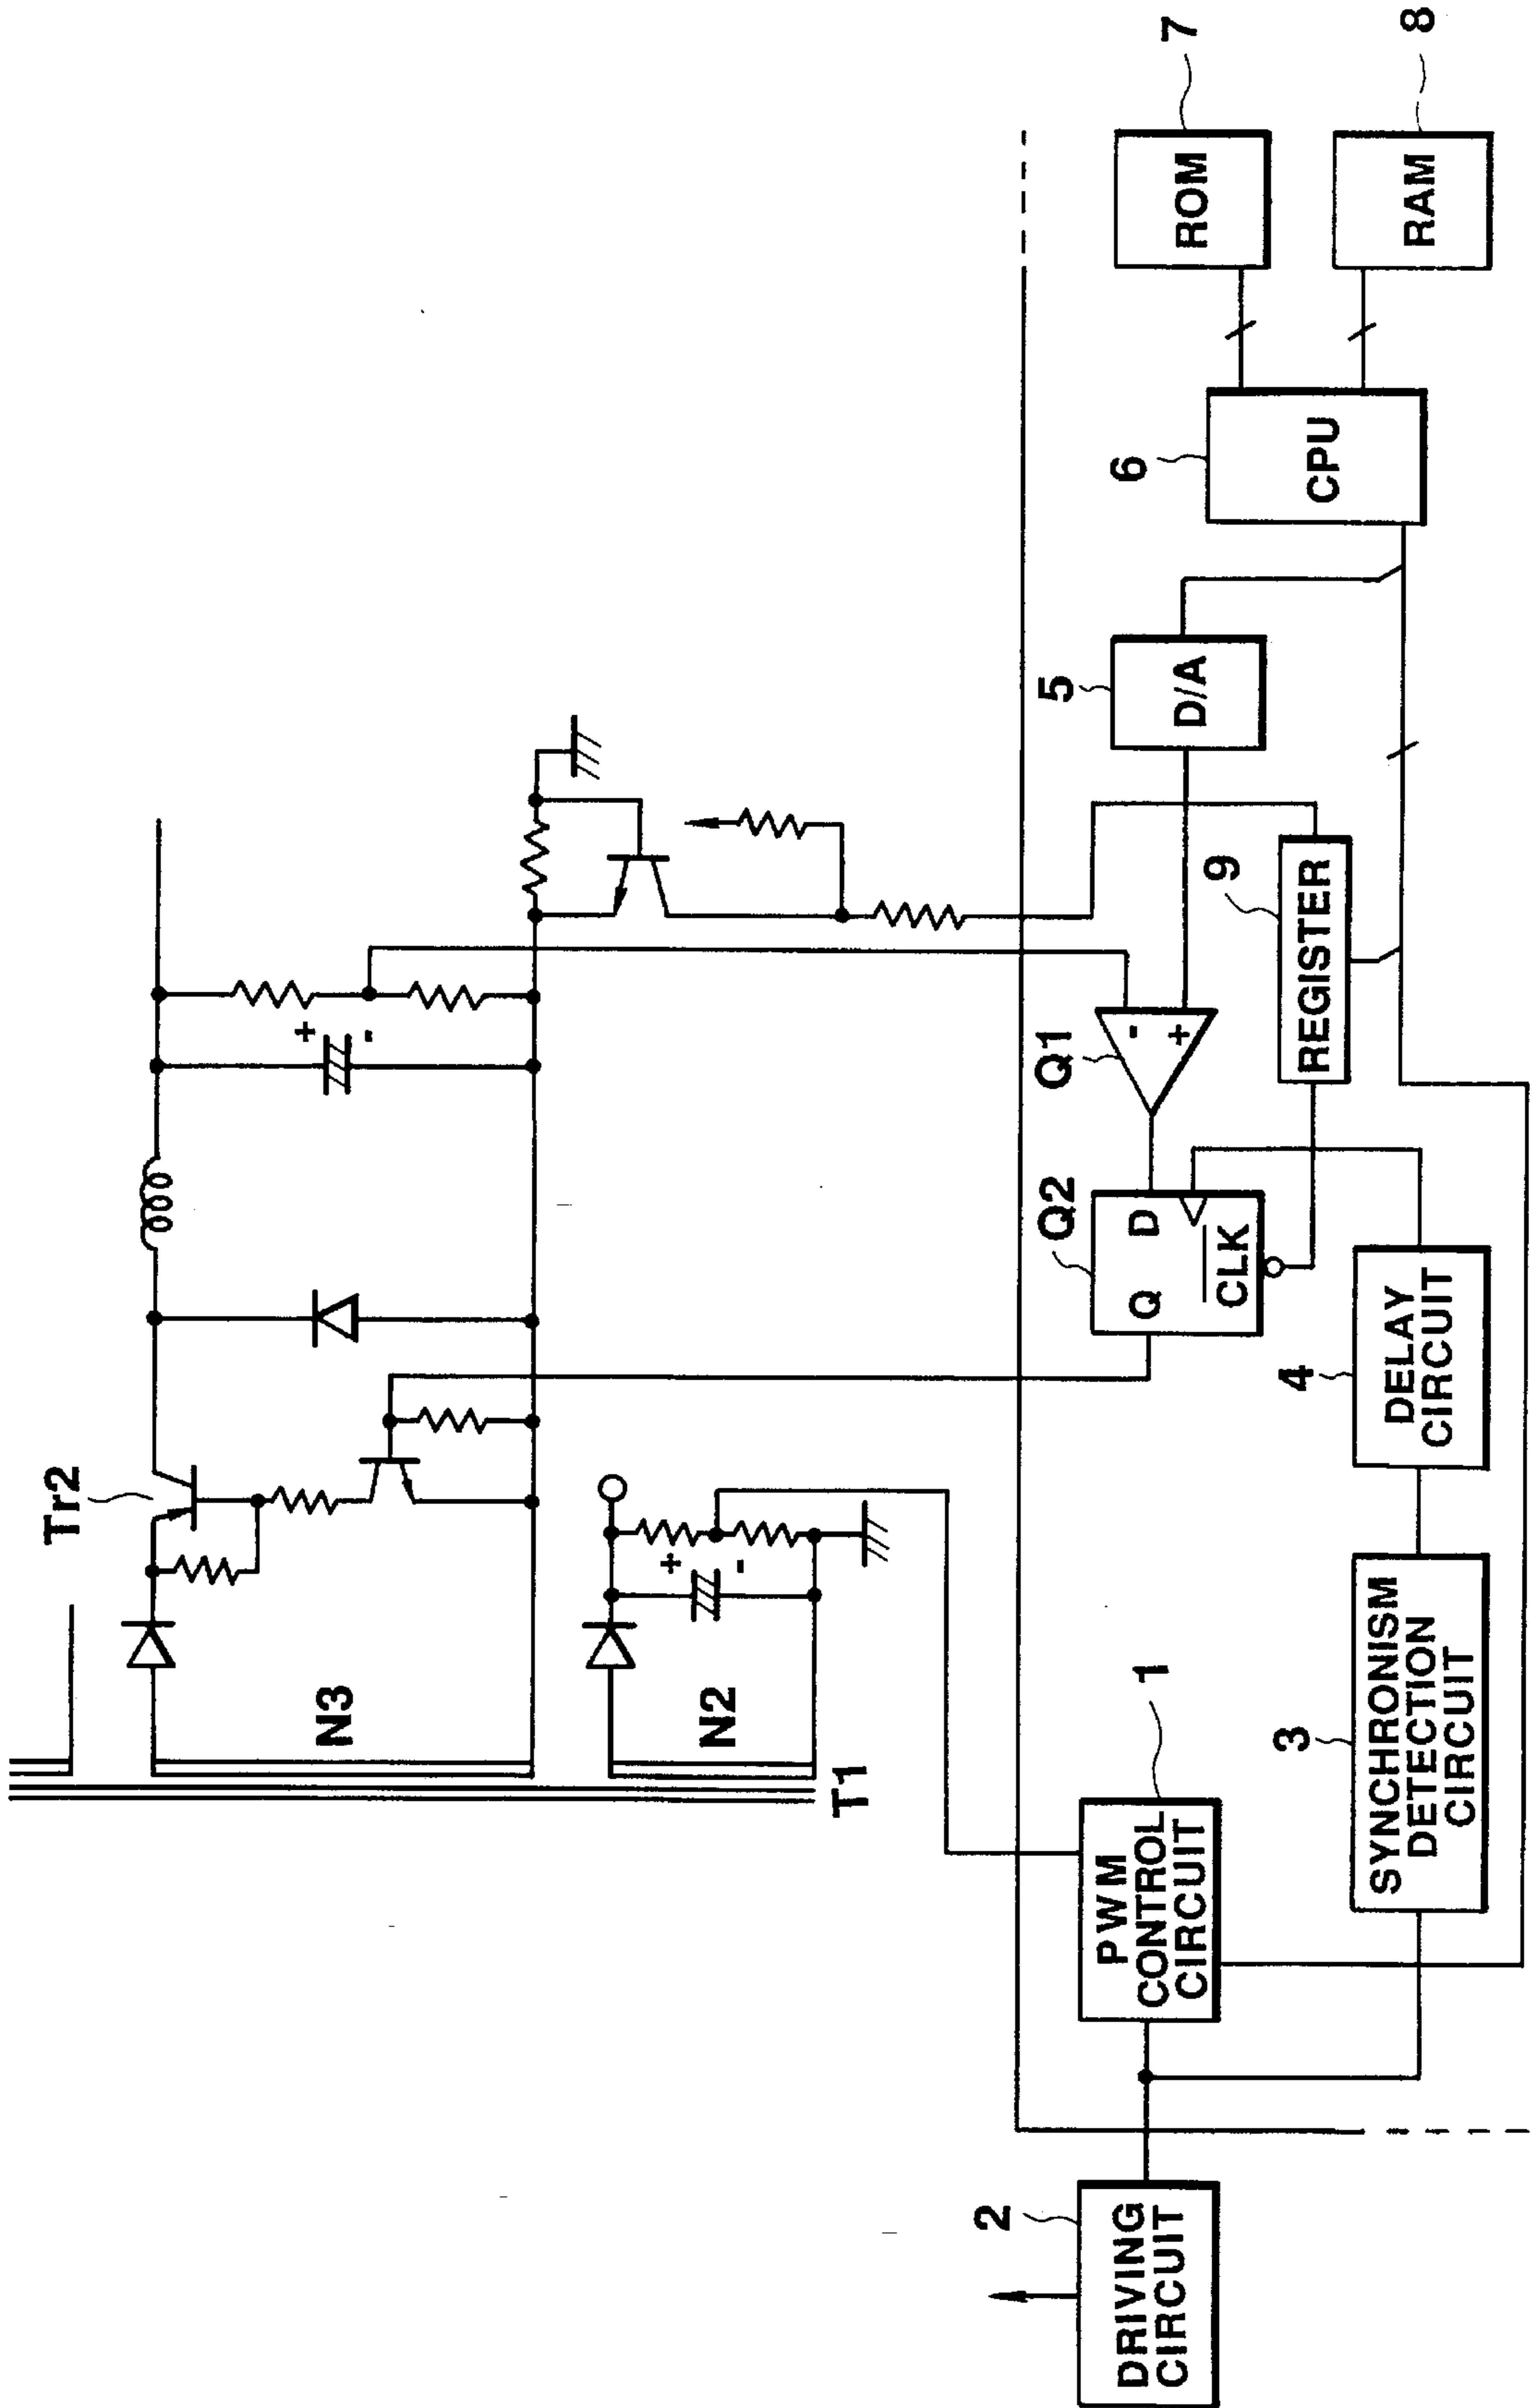 Tr2
N3
+
-
N2
+
-
T1
1
PWM
CONTROL
CIRCUIT
2
DRIVING
CIRCUIT
3
SYNCHRONISM
DETECTION
CIRCUIT
4
DELAY
CIRCUIT
Q2
Q D
CLK
Q1
-
+
9
REGISTER
5
D/A
6
CPU
7
ROM
8
RAM